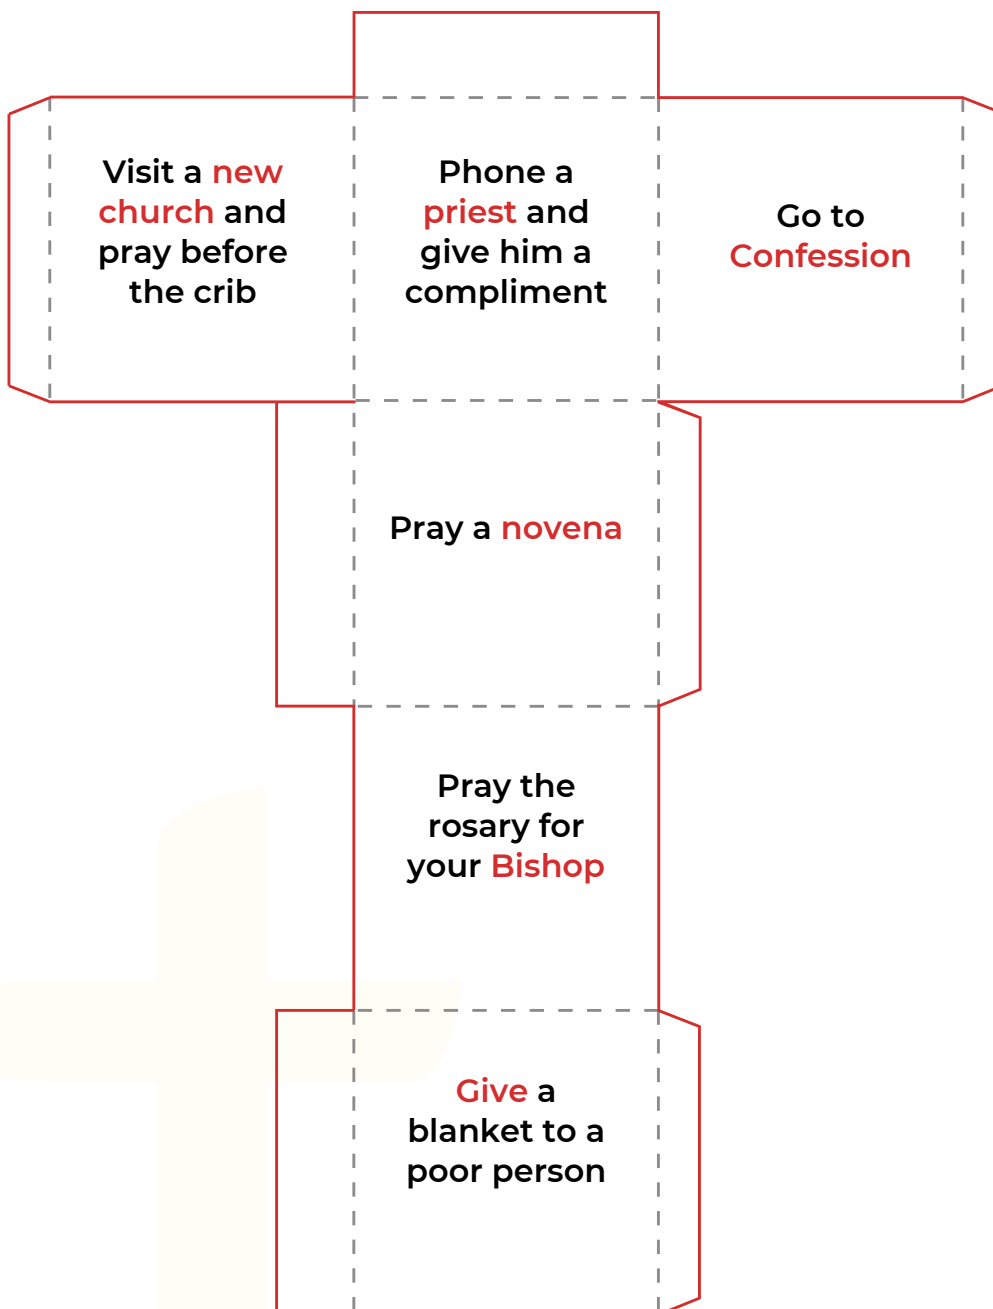 Visit a new
church and
pray before
the crib
Phone a
priest and
give him a
compliment
Go to
Confession
Pray a novena
Pray the
rosary for
your Bishop
Give a
blanket to a
poor person